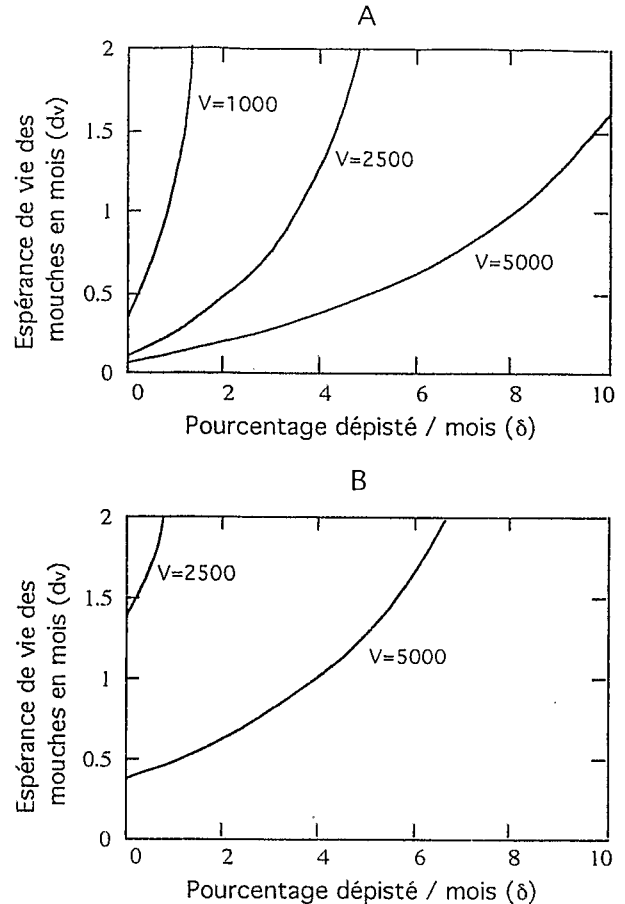 A
Espérance de vie des
mouches en mois (dv)
2
1.5
1
0.5
0
V=1000
V=2500
V=5000
0 2 4 6 8 10
Pourcentage dépisté / mois (δ)
B
Espérance de vie des
mouches en mois (dv)
2
1.5
1
0.5
0
V=2500
V=5000
0 2 4 6 8 10
Pourcentage dépisté / mois (δ)